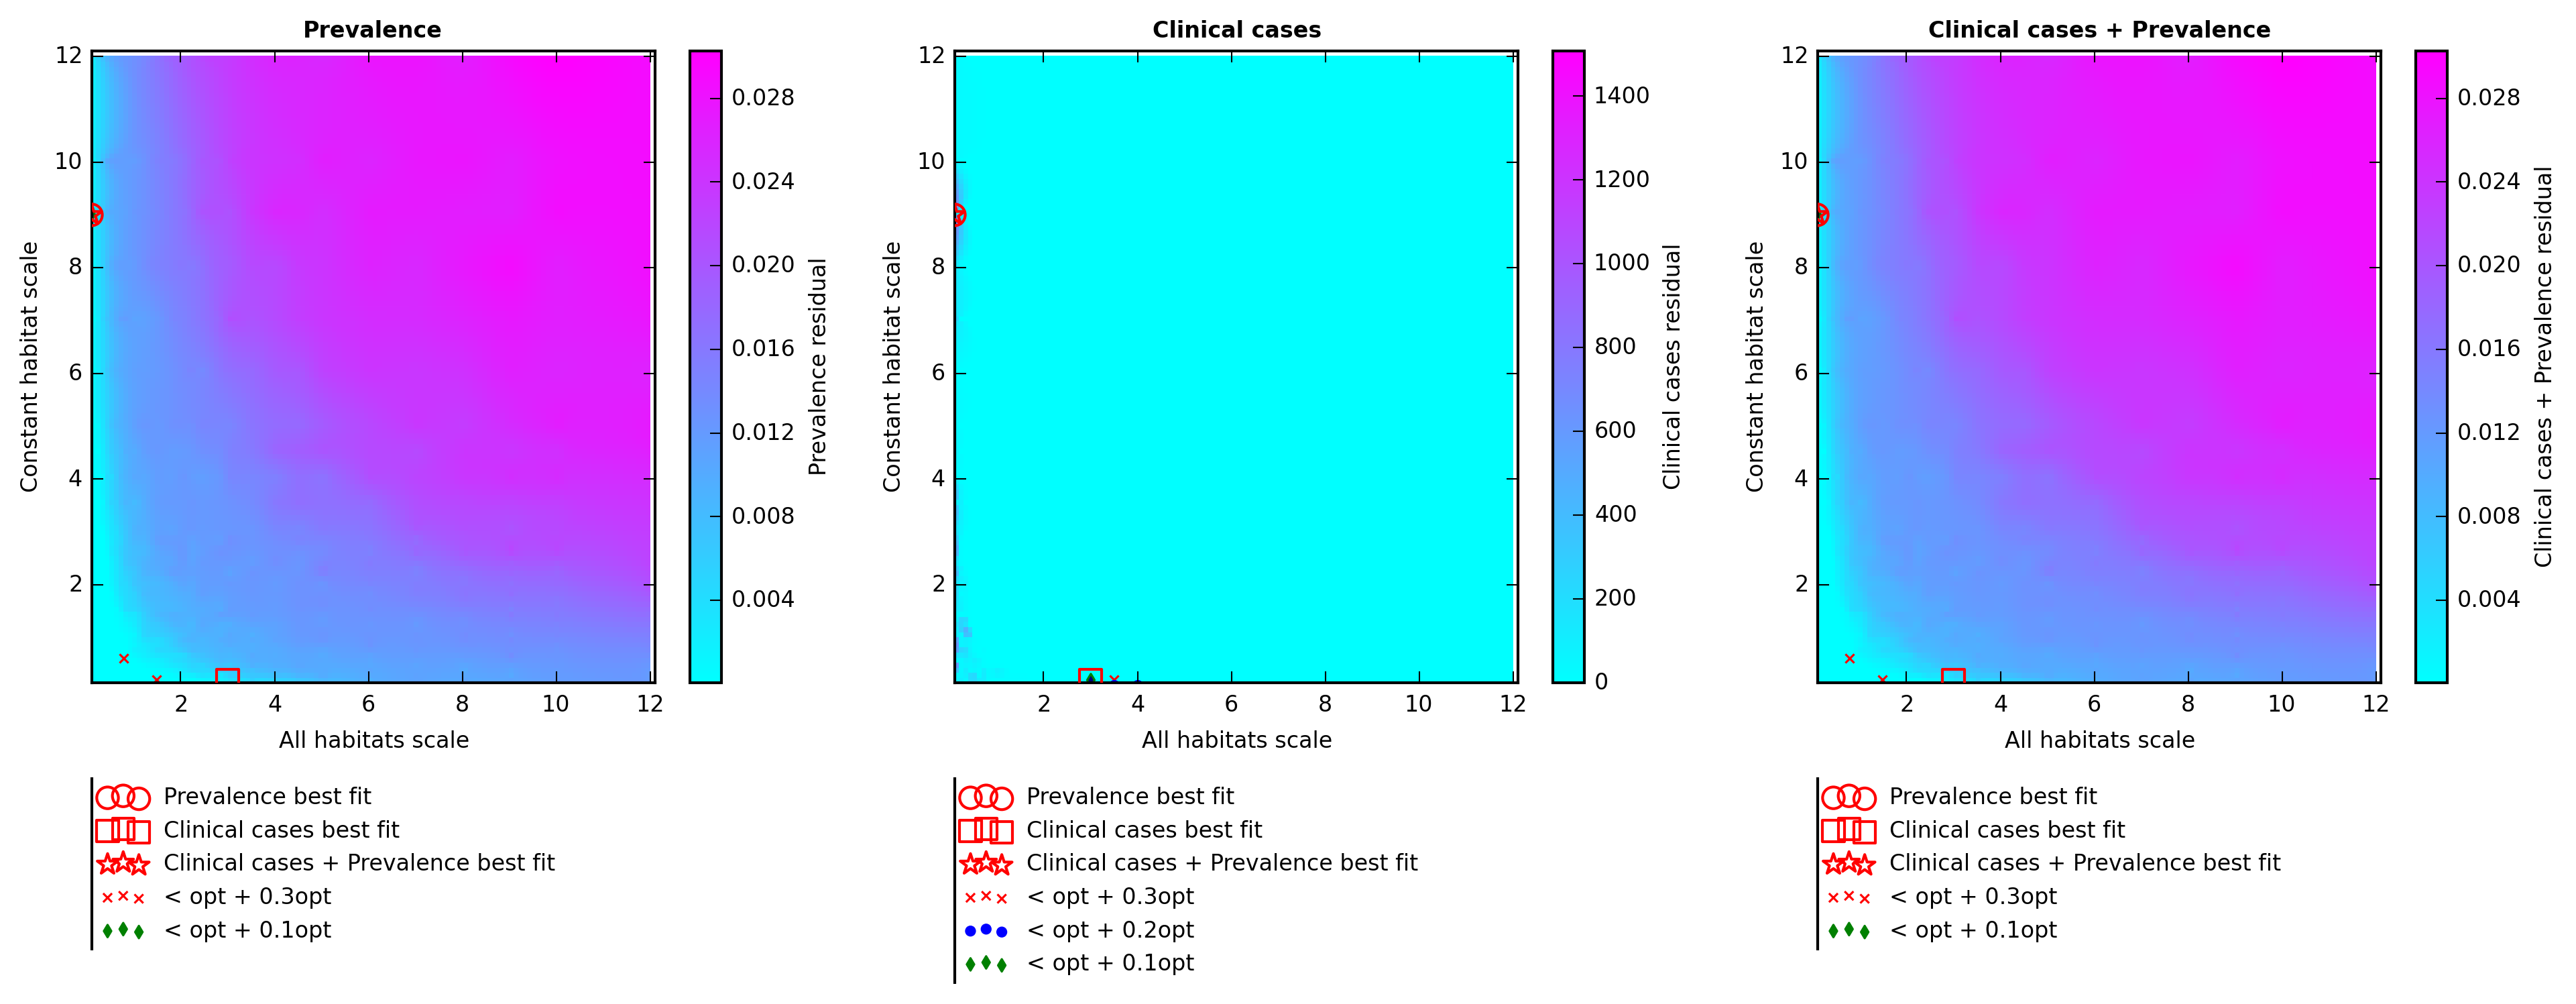 Prevalence
12
10
8
6
4
2
Constant habitat scale
2 4 6 8 10 12
All habitats scale
0.028
0.024
0.020
0.016
0.012
0.008
0.004
Prevalence residual
Prevalence best fit
Clinical cases best fit
Clinical cases + Prevalence best fit
< opt + 0.3opt
< opt + 0.1opt
Clinical cases
12
10
8
6
4
2
Constant habitat scale
2 4 6 8 10 12
All habitats scale
1400
1200
1000
800
600
400
200
0
Clinical cases residual
Prevalence best fit
Clinical cases best fit
Clinical cases + Prevalence best fit
< opt + 0.3opt
< opt + 0.2opt
< opt + 0.1opt
Clinical cases + Prevalence
12
10
8
6
4
2
Constant habitat scale
2 4 6 8 10 12
All habitats scale
0.028
0.024
0.020
0.016
0.012
0.008
0.004
Clinical cases + Prevalence residual
Prevalence best fit
Clinical cases best fit
Clinical cases + Prevalence best fit
< opt + 0.3opt
< opt + 0.1opt